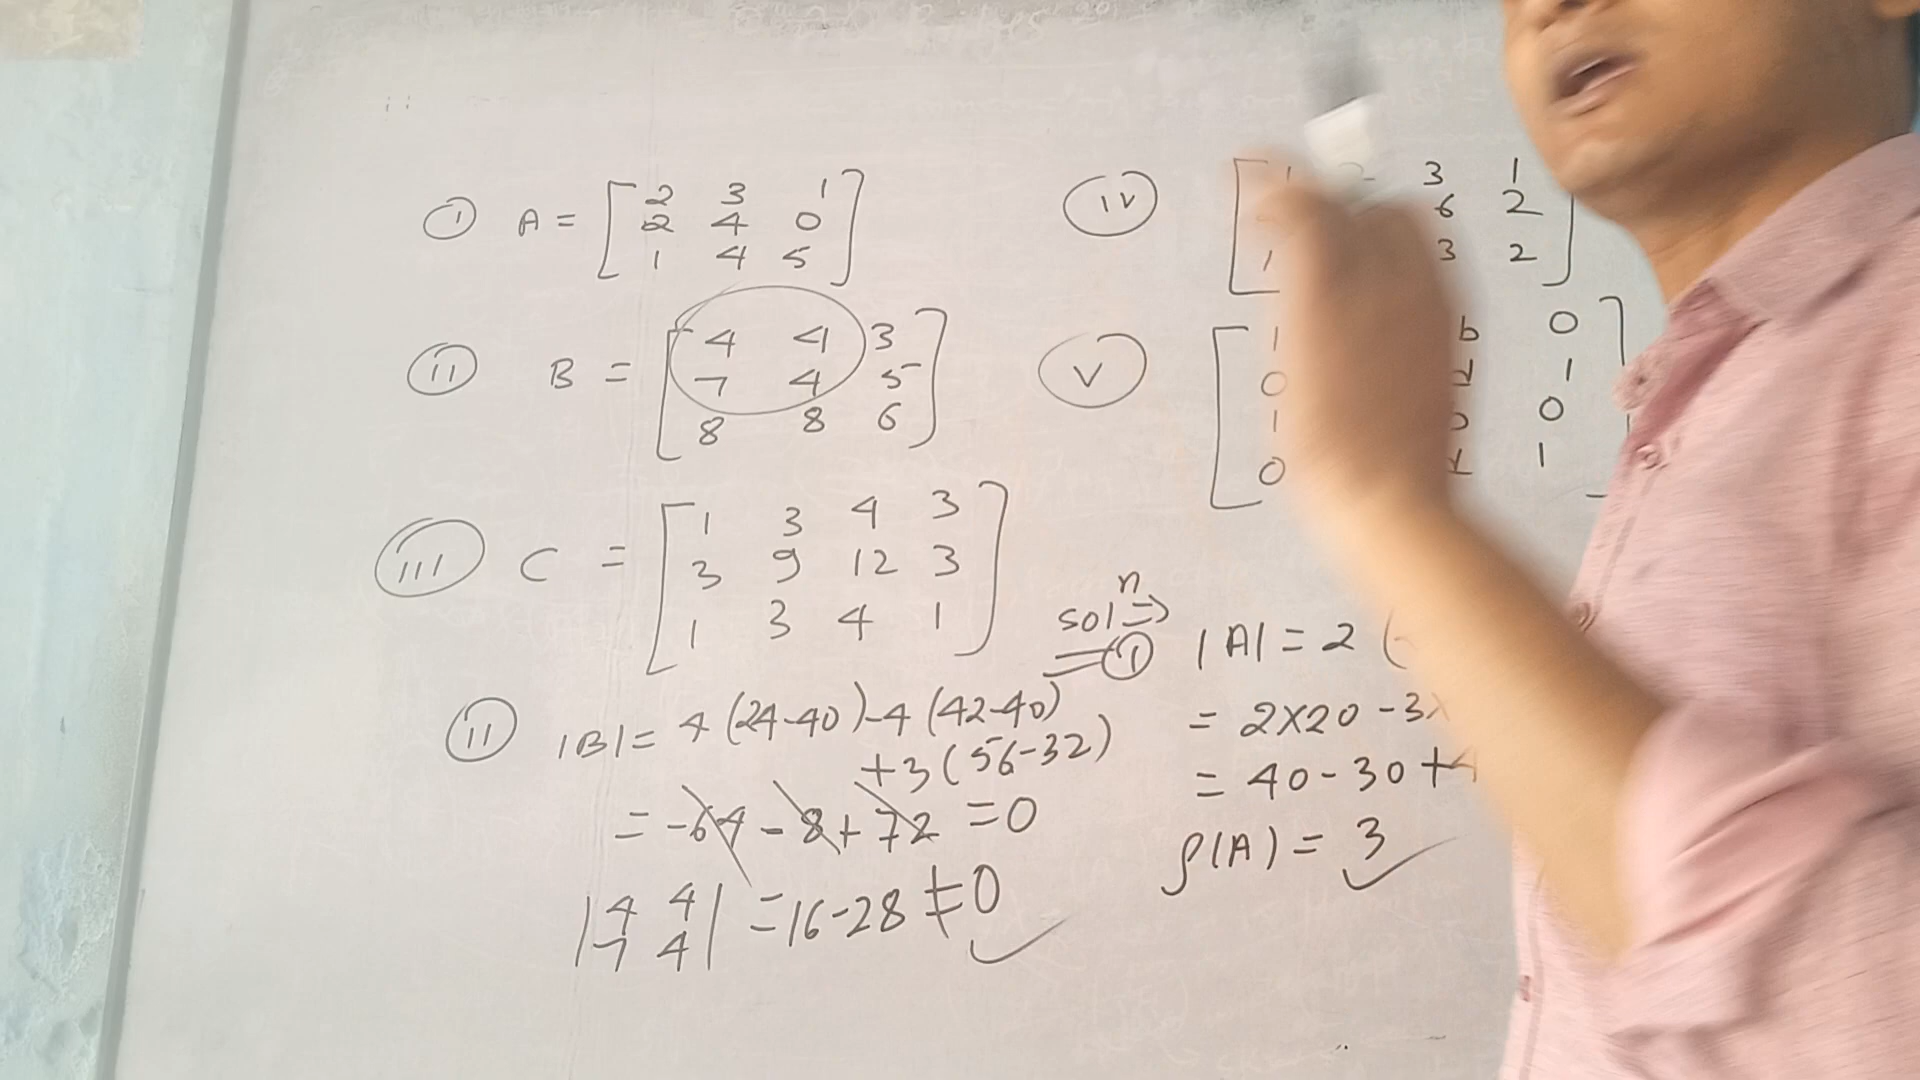 (i) A = [ 2 3 1
2 4 0
1 4 5 ]
(ii) B = [ 4 4 3
7 4 5
8 8 6 ]
(iii) C = [ 1 3 4 3
3 9 12 3
1 3 4 1 ]
(ii) |B| = 4 (24-40) -4 (42-40)
+3 (56-32)
= -64 - 8 + 72 = 0
|4 4
7 4| = 16-28 ≠ 0
(iv) [ 1 3 1
6 2
1 3 2 ]
(v) [ 1 b 0
0 d 1
1 0
0 1 ]
solⁿ ⇒
(i) |A| = 2 (
= 2×20 - 3×
= 40 - 30 + 4
ρ(A) = 3